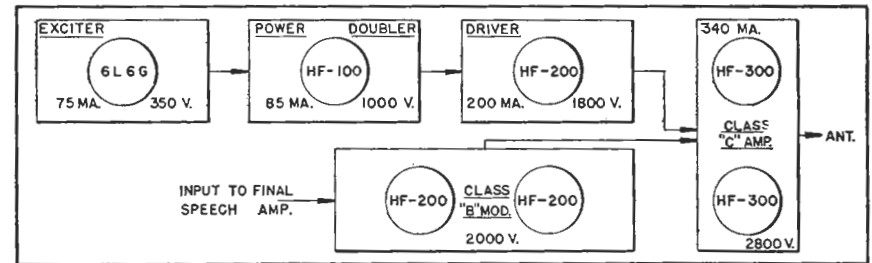 EXCITER
6L6G
75 MA. 350 V.
POWER DOUBLER
HF-100
85 MA. 1000 V.
DRIVER
HF-200
200 MA. 1800 V.
340 MA.
HF-300
CLASS
"C" AMP.
HF-300
2800 V.
ANT.
INPUT TO FINAL
SPEECH AMP.
HF-200 CLASS HF-200
"B" MOD.
2000 V.